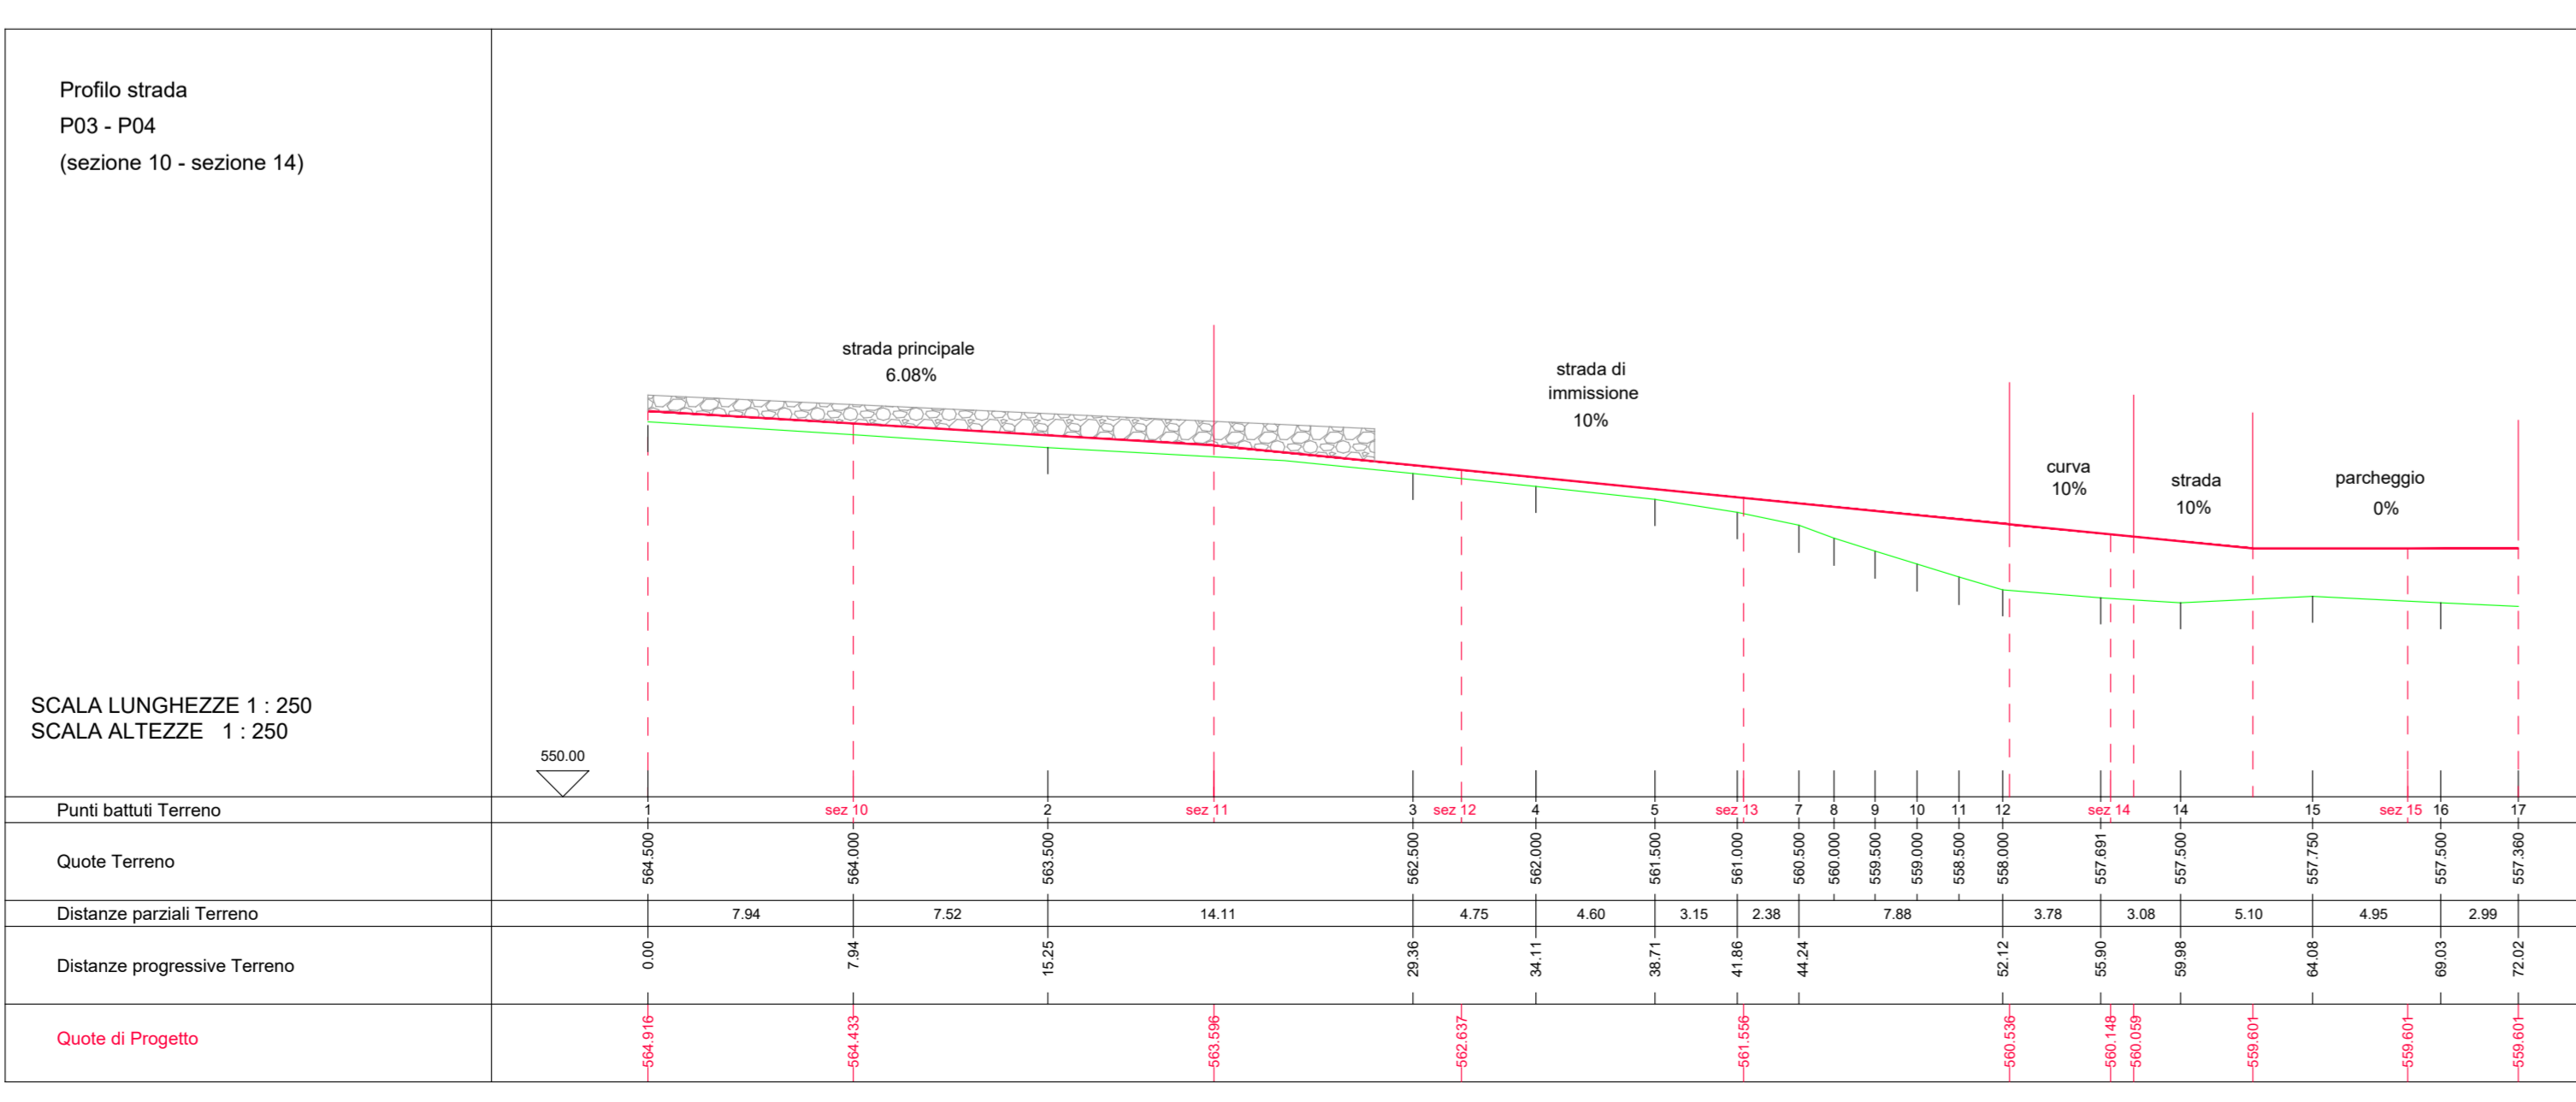 Profilo strada
P03 - P04
(sezione 10 - sezione 14)
strada principale
6.08%
strada di
immissione
10%
curva
10%
strada
10%
parcheggio
0%
SCALA LUNGHEZZE 1 : 250
SCALA ALTEZZE 1 : 250
550.00
Punti battuti Terreno 1 sez 10 2 sez 11 3 sez 12 4 5 sez 13 7 8 9 10 11 12 sez 14 14 15 sez 15 16 17
Quote Terreno 564.500 564.000 563.500 562.500 562.000 561.500 561.000 560.500 560.000 559.500 559.000 558.500 558.000 557.691 557.500 557.750 557.500 557.360
Distanze parziali Terreno 7.94 7.52 14.11 4.75 4.60 3.15 2.38 7.88 3.78 3.08 5.10 4.95 2.99
Distanze progressive Terreno 0.00 7.94 15.25 29.36 34.11 38.71 41.86 44.24 52.12 55.90 59.98 64.08 69.03 72.02
Quote di Progetto 564.916 564.433 563.596 562.637 561.556 560.536 560.148 560.059 559.601 559.601 559.601